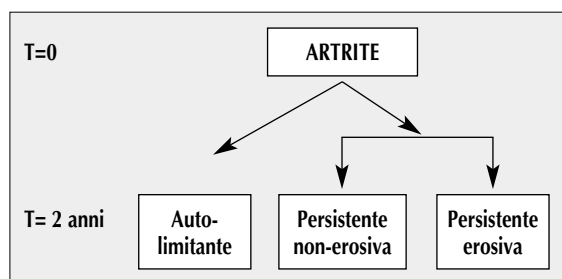 T=0
ARTRITE
T= 2 anni
Auto-
limitante
Persistente
non-erosiva
Persistente
erosiva